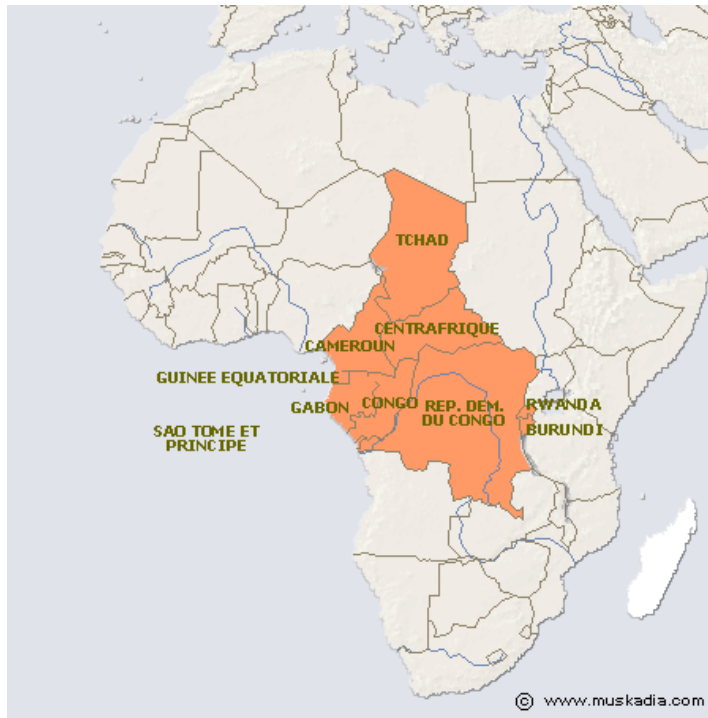 TCHAD
CENTRAFRIQUE
CAMEROUN
GUINEE EQUATORIALE
GABON
CONGO
REP. DEM.
DU CONGO
RWANDA
BURUNDI
SAO TOME ET
PRINCIPE
© www.muskadia.com